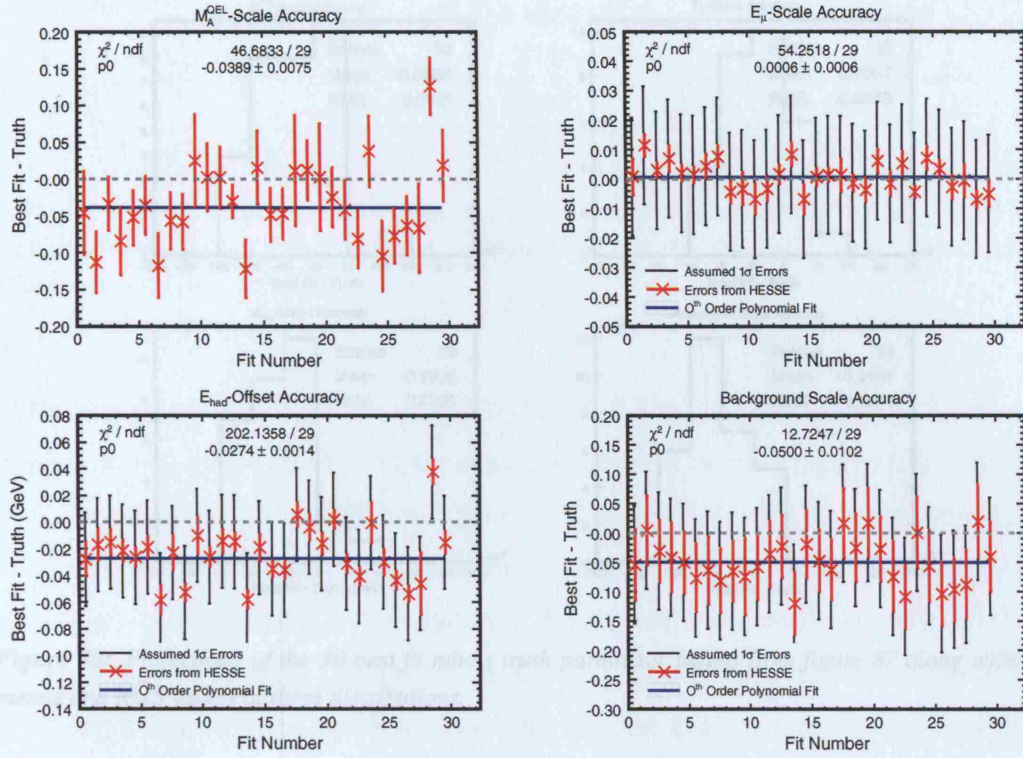 M_A^QEL-Scale Accuracy
χ² / ndf 46.6833 / 29
p0 -0.0389 ± 0.0075
Best Fit - Truth
0.20
0.15
0.10
0.05
-0.00
-0.05
-0.10
-0.15
-0.20
0 10 20 30
Fit Number
E_μ-Scale Accuracy
χ² / ndf 54.2518 / 29
p0 0.0006 ± 0.0006
Best Fit - Truth
0.05
0.04
0.03
0.02
0.01
0.00
-0.01
-0.02
-0.03
-0.04
-0.05
Assumed 1σ Errors
Errors from HESSE
O^th Order Polynomial Fit
0 5 10 15 20 25 30
Fit Number
E_had-Offset Accuracy
χ² / ndf 202.1358 / 29
p0 -0.0274 ± 0.0014
Best Fit - Truth (GeV)
0.08
0.06
0.04
0.02
0.00
-0.02
-0.04
-0.06
-0.08
-0.10
-0.12
-0.14
Assumed 1σ Errors
Errors from HESSE
O^th Order Polynomial Fit
0 5 10 15 20 25 30
Fit Number
Background Scale Accuracy
χ² / ndf 12.7247 / 29
p0 -0.0500 ± 0.0102
Best Fit - Truth
0.20
0.15
0.10
0.05
-0.00
-0.05
-0.10
-0.15
-0.20
-0.25
-0.30
Assumed 1σ Errors
Errors from HESSE
O^th Order Polynomial Fit
0 5 10 15 20 25 30
Fit Number